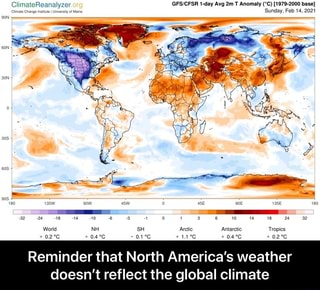 ClimateReanalyzer.org
Climate Change Institute | University of Maine
GFS/CFSR 1-day Avg 2m T Anomaly (°C) [1979-2000 base]
Sunday, Feb 14, 2021
90N
60N
30N
0
30S
60S
90S
180 120W 60W 0 60E 120E 180
-32 -24 -18 -14 -10 -6 -3 -1 0 1 3 6 10 14 18 24 32
World NH SH Arctic Antarctic Tropics
+ 0.2 °C + 0.4 °C - 0.1 °C + 1.1 °C + 0.4 °C + 0.2 °C
Reminder that North America's weather
doesn't reflect the global climate